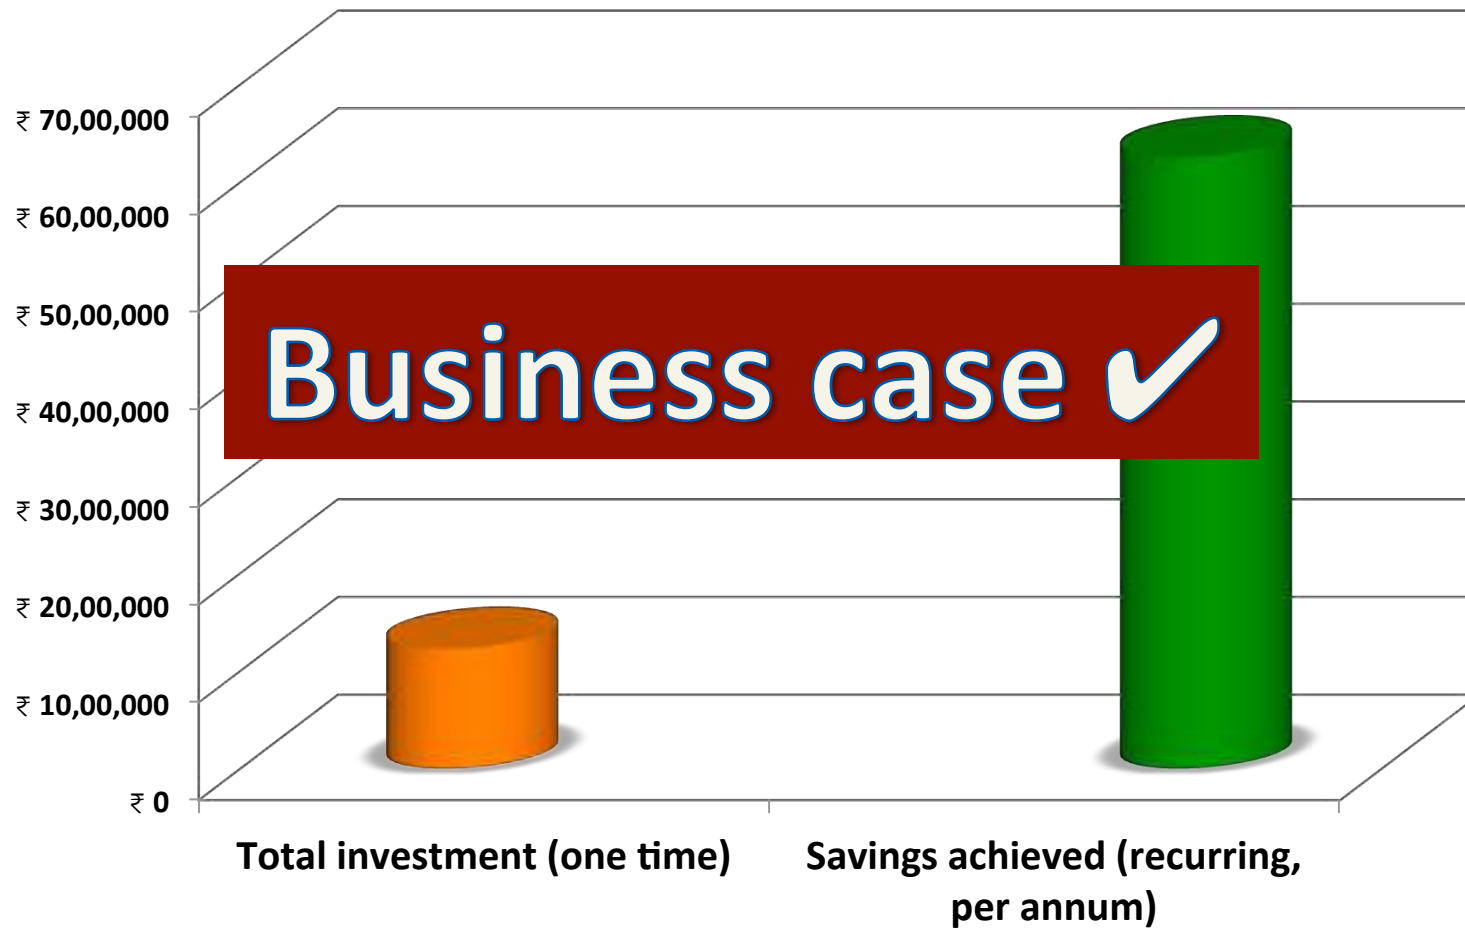 ₹ 70,00,000
₹ 60,00,000
₹ 50,00,000
₹ 40,00,000
₹ 30,00,000
₹ 20,00,000
₹ 10,00,000
₹ 0
Business case ✔
Total investment (one time)
Savings achieved (recurring,
per annum)